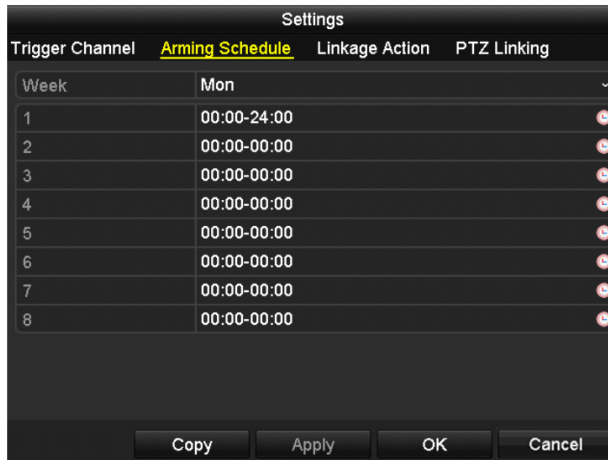 Settings
Trigger Channel Arming Schedule Linkage Action PTZ Linking
Week Mon
1 00:00-24:00
2 00:00-00:00
3 00:00-00:00
4 00:00-00:00
5 00:00-00:00
6 00:00-00:00
7 00:00-00:00
8 00:00-00:00
Copy Apply OK Cancel